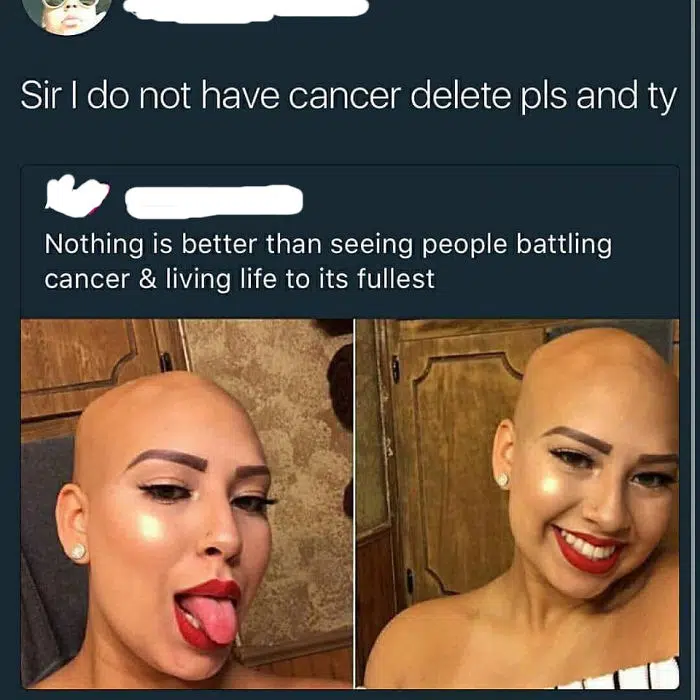 Sir I do not have cancer delete pls and ty
Nothing is better than seeing people battling
cancer & living life to its fullest